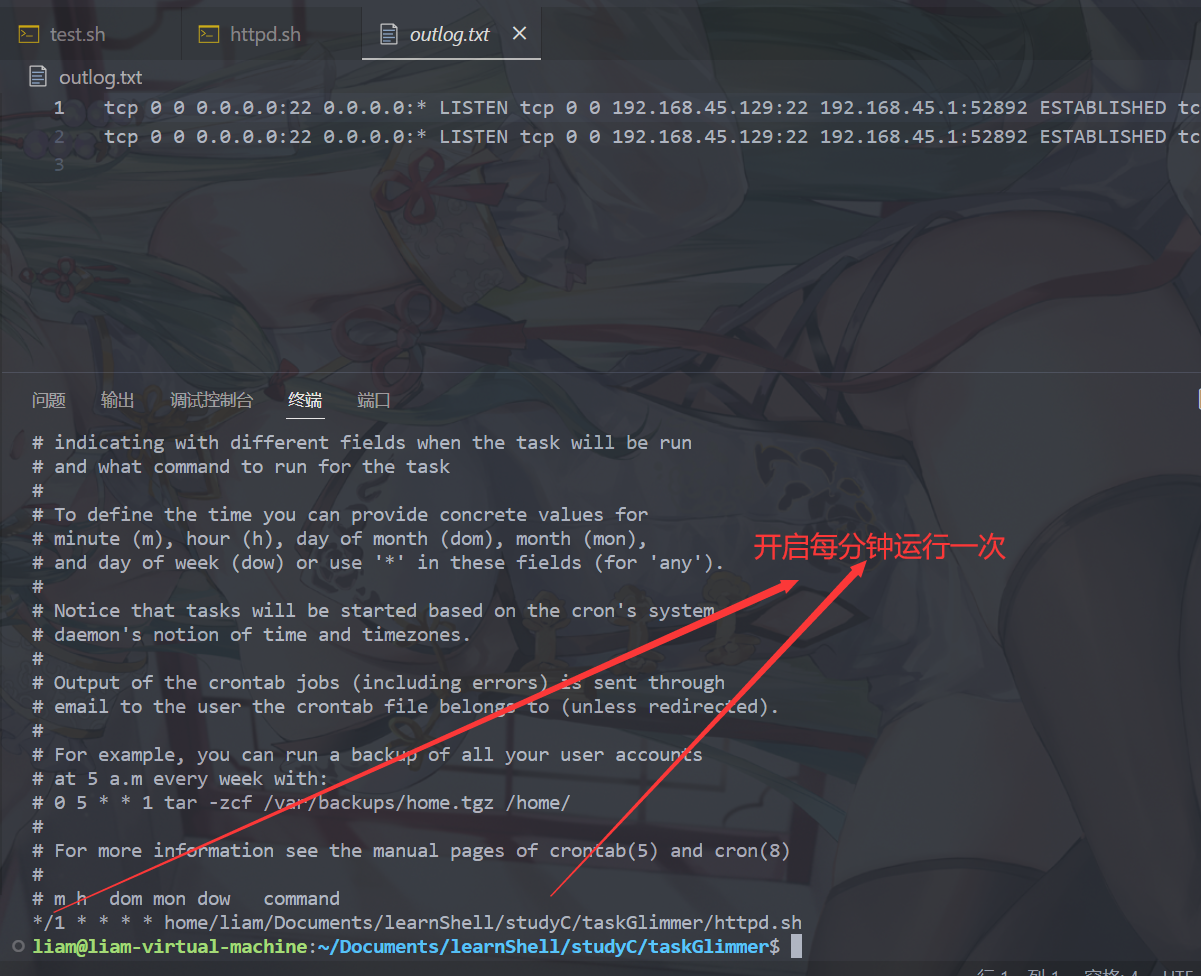 test.sh httpd.sh outlog.txt
outlog.txt
1 tcp 0 0 0.0.0.0:22 0.0.0.0:* LISTEN tcp 0 0 192.168.45.129:22 192.168.45.1:52892 ESTABLISHED tc
2 tcp 0 0 0.0.0.0:22 0.0.0.0:* LISTEN tcp 0 0 192.168.45.129:22 192.168.45.1:52892 ESTABLISHED tc
3
问题 输出 调试控制台 终端 端口
# indicating with different fields when the task will be run
# and what command to run for the task
#
# To define the time you can provide concrete values for
# minute (m), hour (h), day of month (dom), month (mon),
开启每分钟运行一次
# and day of week (dow) or use '*' in these fields (for 'any').
#
# Notice that tasks will be started based on the cron's system
# daemon's notion of time and timezones.
#
# Output of the crontab jobs (including errors) is sent through
# email to the user the crontab file belongs to (unless redirected).
#
# For example, you can run a backup of all your user accounts
# at 5 a.m every week with:
# 0 5 * * 1 tar -zcf /var/backups/home.tgz /home/
#
# For more information see the manual pages of crontab(5) and cron(8)
#
# m h  dom mon dow   command
*/1 * * * * home/liam/Documents/learnShell/studyC/taskGlimmer/httpd.sh
liam@liam-virtual-machine:~/Documents/learnShell/studyC/taskGlimmer$